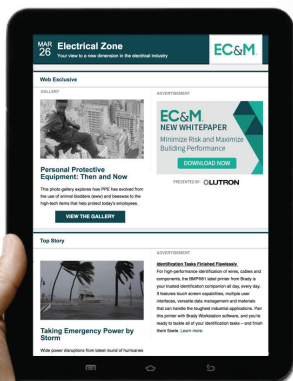 MAR
26
Electrical Zone
Your view to a new dimension in the electrical industry
EC&M.
Web Exclusive
GALLERY
Personal Protective
Equipment: Then and Now
This photo gallery explores how PPE has evolved from
the use of animal bladders (eww) and beeswax to the
high-tech items that help protect today's employees.
VIEW THE GALLERY
ADVERTISEMENT
EC&M.
NEW WHITEPAPER
Minimize Risk and Maximize
Building Performance
DOWNLOAD NOW
PRESENTED BY: LUTRON
Top Story
Taking Emergency Power by
Storm
Wide power disruptions from latest round of hurricanes
ADVERTISEMENT
Identification Tasks Finished Flawlessly
For high-performance identification of wires, cables and
components, the BMP®61 label printer from Brady is
your trusted identification companion all day, every day.
It features touch screen capabilities, multiple user
interfaces, versatile data management and materials
that can handle the toughest industrial applications. Pair
this printer with Brady Workstation software, and you're
ready to tackle all of your identification tasks – and finish
them flawls. Learn more.